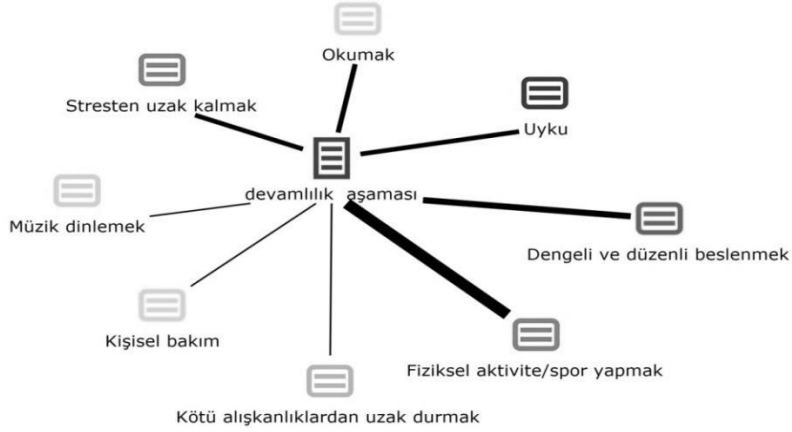 Okumak
Stresten uzak kalmak
Uyku
devamlılık aşaması
Müzik dinlemek
Dengeli ve düzenli beslenmek
Kişisel bakım
Fiziksel aktivite/spor yapmak
Kötü alışkanlıklardan uzak durmak